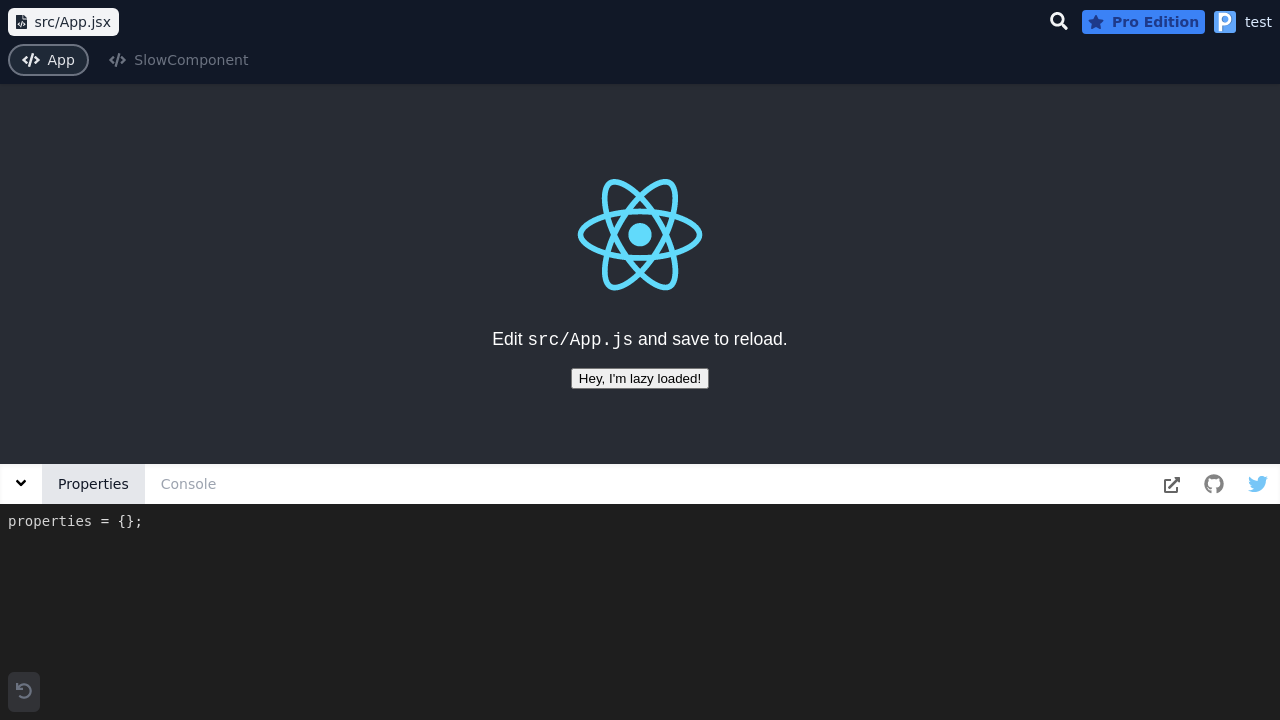 src/App.jsx
Pro Edition
test
App
SlowComponent
Edit src/App.js and save to reload.
Hey, I'm lazy loaded!
Properties
Console
properties = {};